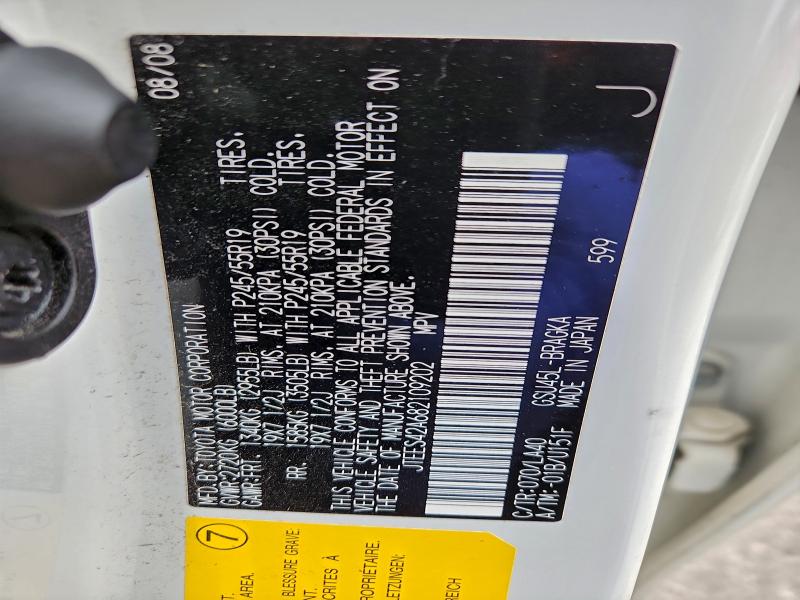 MFD.BY:TOYOTA MOTOR CORPORATION 08/08
GVWR:2720KG (6000LB)
GAWR:FRT. 1340KG (2955LB) WITH P245/55R19 TIRES.
19X7 1/2J RIMS. AT 210KPA (30PSI) COLD.
RR. 1585KG (3505LB) WITH P245/55R19 TIRES.
19X7 1/2J RIMS. AT 210KPA (30PSI) COLD.
THIS VEHICLE CONFORMS TO ALL APPLICABLE FEDERAL MOTOR
VEHICLE SAFETY AND THEFT PREVENTION STANDARDS IN EFFECT ON
THE DATE OF MANUFACTURE SHOWN ABOVE.
JTEES42A682109202 MPV
C/TR:070/LA40 GSU45L-BRAGKA
A/TM:-01B/U151F MADE IN JAPAN 599
J
7
T.
AREA.
BLESSURE GRAVE.
CRITES À
ROPRIÉTAIRE.
LETZUNGEN:
REICH